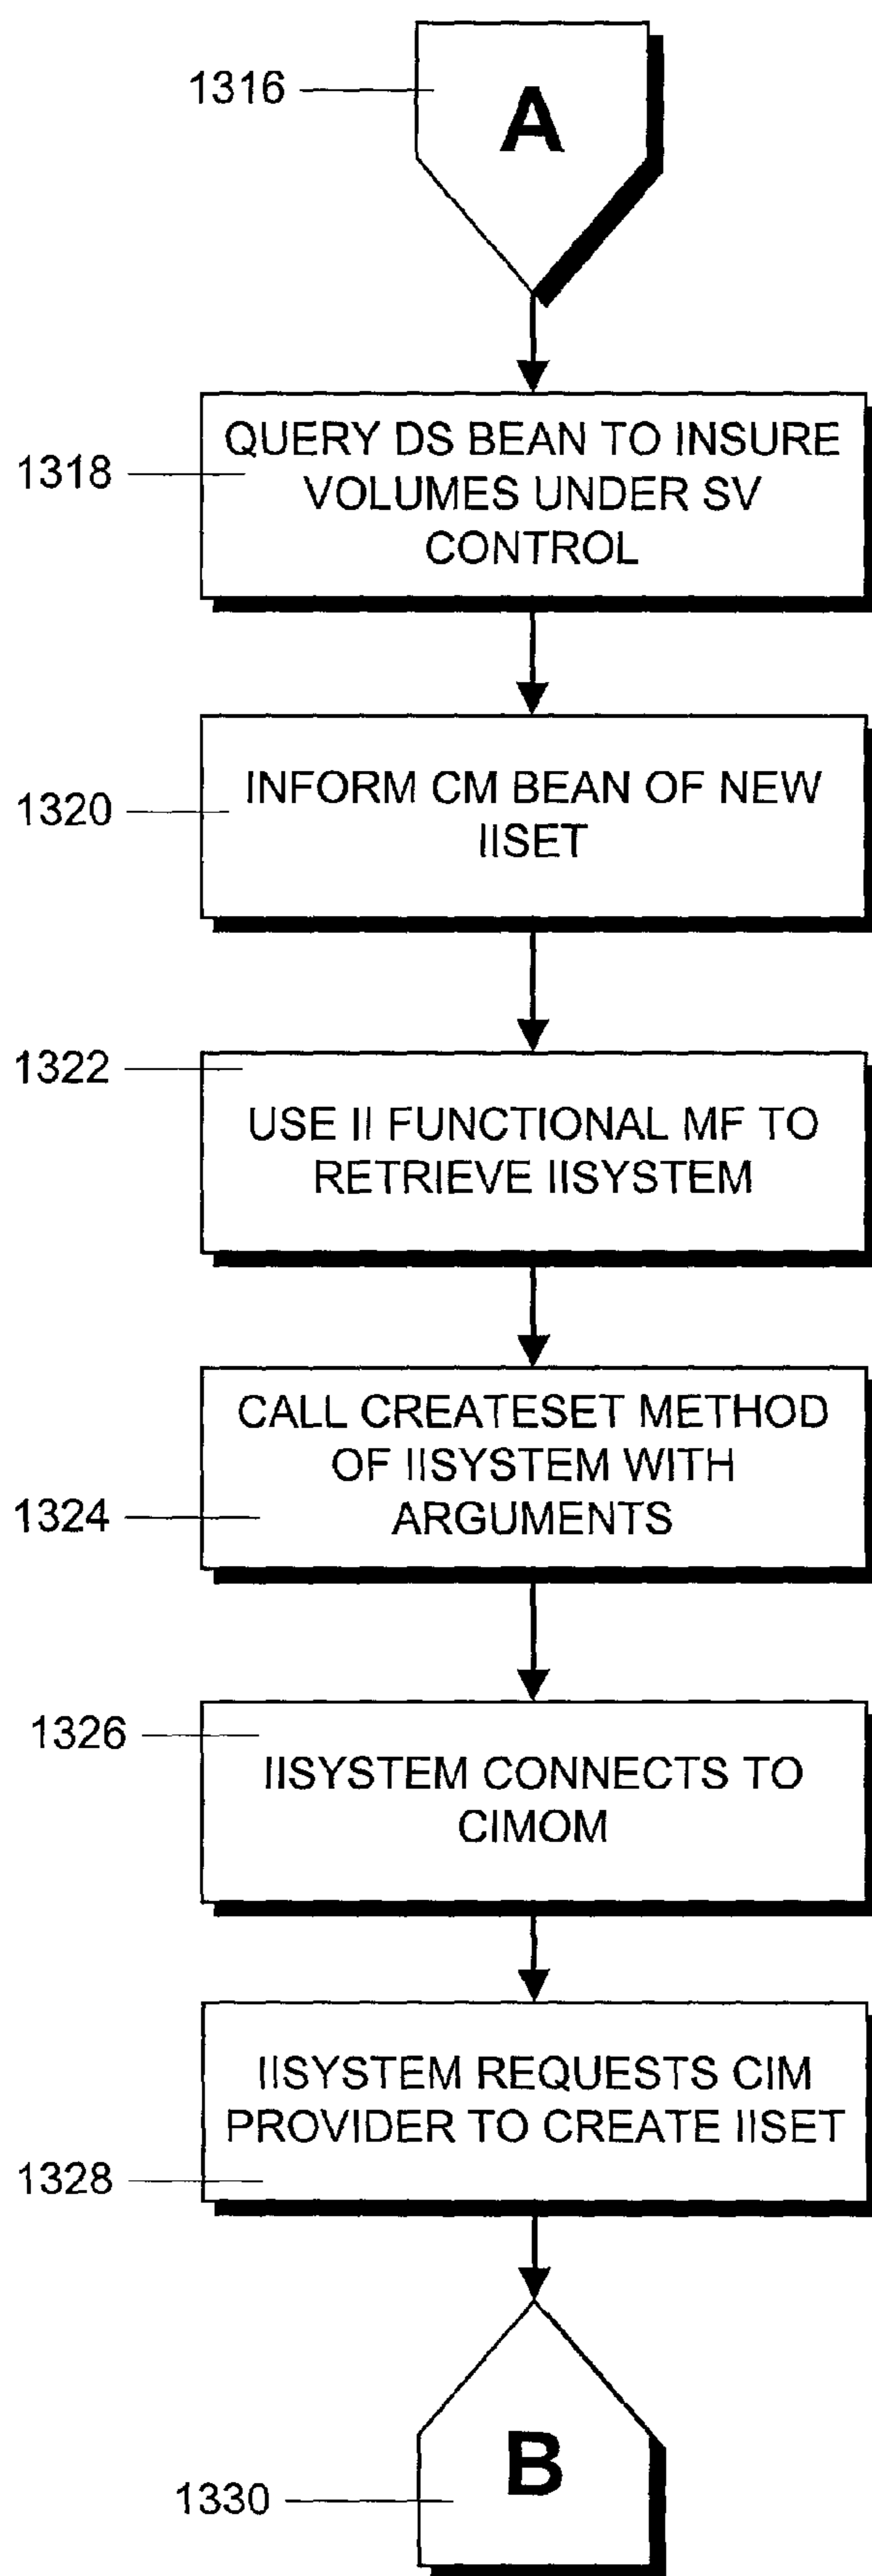 1316
A
1318
QUERY DS BEAN TO INSURE
VOLUMES UNDER SV
CONTROL
1320
INFORM CM BEAN OF NEW
IISET
1322
USE II FUNCTIONAL MF TO
RETRIEVE IISYSTEM
1324
CALL CREATESET METHOD
OF IISYSTEM WITH
ARGUMENTS
1326
IISYSTEM CONNECTS TO
CIMOM
1328
IISYSTEM REQUESTS CIM
PROVIDER TO CREATE IISET
1330
B